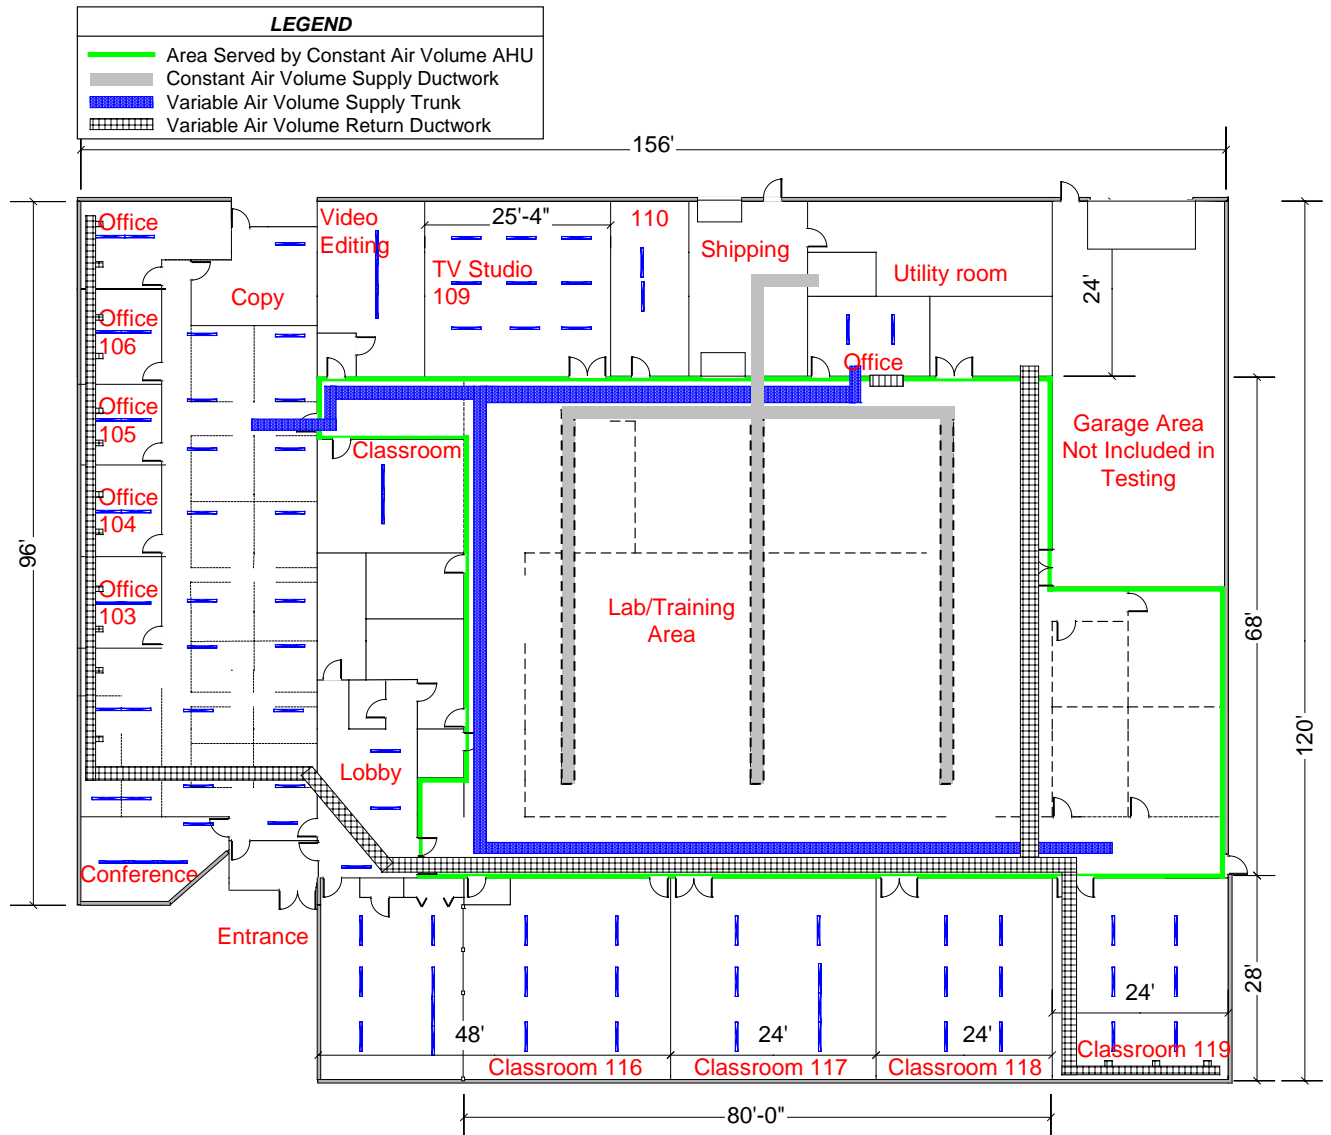 LEGEND
Area Served by Constant Air Volume AHU
Constant Air Volume Supply Ductwork
Variable Air Volume Supply Trunk
Variable Air Volume Return Ductwork
156'
Office
Video
Editing
25'-4"
110
TV Studio
109
Shipping
Utility room
24'
Copy
Office
106
Office
Office
105
Classroom
Garage Area
Not Included in
Testing
Office
104
96'
Office
103
Lab/Training
Area
68'
120'
Lobby
Conference
Entrance
28'
24'
48'
24'
24'
Classroom 116
Classroom 117
Classroom 118
Classroom 119
80'-0"